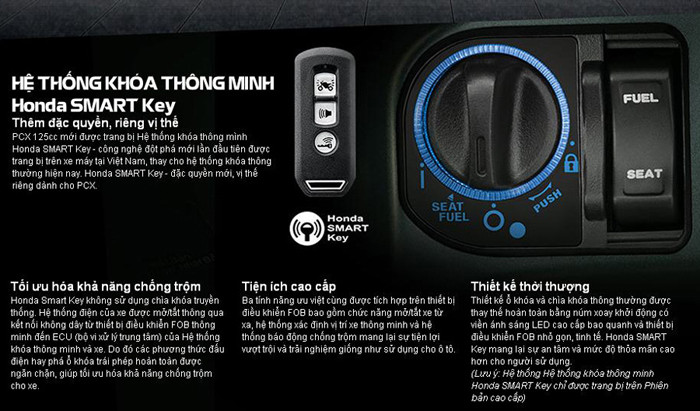 HỆ THỐNG KHÓA THÔNG MINH
Honda SMART Key
Thêm đặc quyền, riêng vị thế
PCX 125cc mới được trang bị Hệ thống khóa thông mình
Honda SMART Key - công nghệ đột phá mới lần đầu tiên được
trang bị trên xe máy tại Việt Nam, thay cho hệ thống khóa thông
thường hiện nay. Honda SMART Key - đặc quyền mới, vị thế
riêng dành cho PCX.
Honda
SMART
Key
FUEL
SEAT
SEAT
FUEL
PUSH
Tối ưu hóa khả năng chống trộm
Honda Smart Key không sử dụng chìa khóa truyền
thống. Hệ thống điện của xe được mở/tắt thông qua
kết nối không dây từ thiết bị điều khiển FOB thông
minh đến ECU (bộ vi xử lý trung tâm) của Hệ thống
khóa thông minh và xe. Do đó các phương thức đấu
điện hay phá ổ khóa trái phép hoàn toàn được
ngăn chặn, giúp tối ưu hóa khả năng chống trộm
cho xe.
Tiện ích cao cấp
Ba tính năng ưu việt cùng được tích hợp trên thiết bị
điều khiển FOB bao gồm chức năng mở/tắt xe từ
xa, hệ thống xác định vị trí xe thông minh và hệ
thống báo động chống trộm mang lại sự tiện lợi
vượt trội và trải nghiệm giống như sử dụng cho ô tô.
Thiết kế thời thượng
Thiết kế ổ khóa và chìa khóa thông thường được
thay thế hoàn toàn bằng núm xoay khởi động có
viền ánh sáng LED cao cấp bao quanh và thiết bị
điều khiển FOB nhỏ gọn, tinh tế. Honda SMART
Key mang lại sự an tâm và mức độ thỏa mãn cao
hơn cho người sử dụng.
(Lưu ý: Hệ thống Hệ thống khóa thông minh
Honda SMART Key chỉ được trang bị trên Phiên
bản cao cấp)